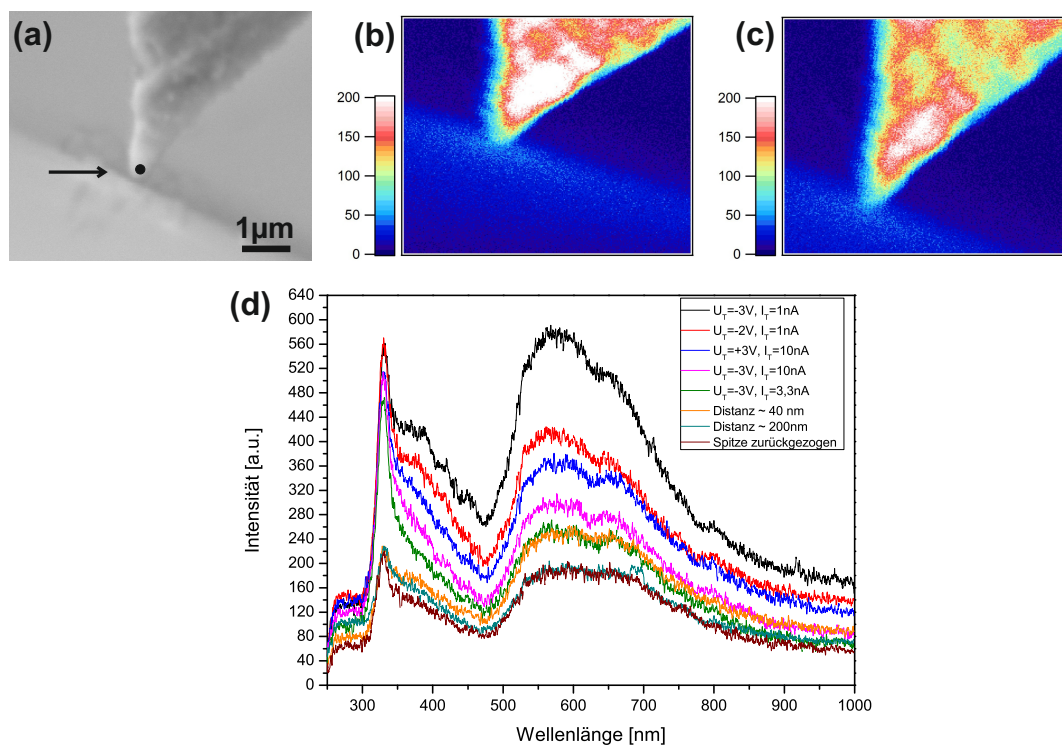 (a)
1µm
(b)
200
150
100
50
0
(c)
200
150
100
50
0
(d)
Intensität [a.u.]
640
600
560
520
480
440
400
360
320
280
240
200
160
120
80
40
0
U_T=-3V, I_T=1nA
U_T=-2V, I_T=1nA
U_T=+3V, I_T=10nA
U_T=-3V, I_T=10nA
U_T=-3V, I_T=3,3nA
Distanz ~ 40 nm
Distanz ~ 200nm
Spitze zurückgezogen
300 400 500 600 700 800 900 1000
Wellenlänge [nm]